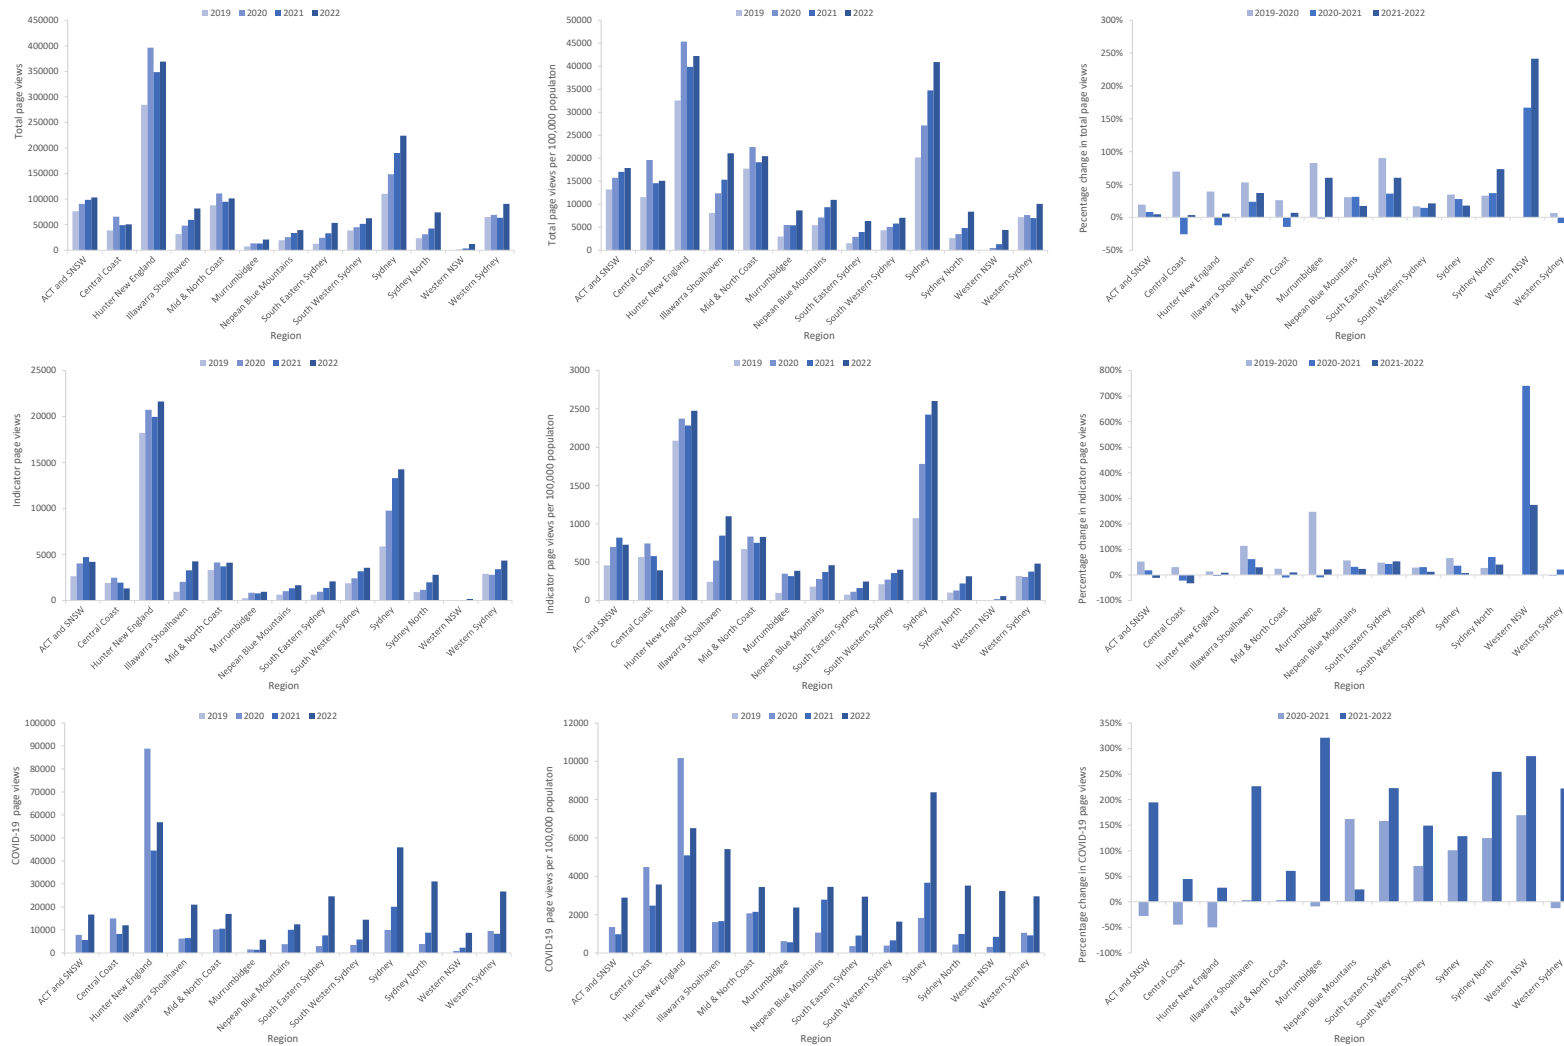 2019 2020 2021 2022
Total page views
450000
400000
350000
300000
250000
200000
150000
100000
50000
0
ACT and SNSW
Central Coast
Hunter New England
Illawarra Shoalhaven
Mid & North Coast
Murrumbidgee
Nepean Blue Mountains
South Eastern Sydney
South Western Sydney
Sydney
Sydney North
Western NSW
Western Sydney
Region
2019 2020 2021 2022
Total page views per 100,000 populaton
50000
45000
40000
35000
30000
25000
20000
15000
10000
5000
0
ACT and SNSW
Central Coast
Hunter New England
Illawarra Shoalhaven
Mid & North Coast
Murrumbidgee
Nepean Blue Mountains
South Eastern Sydney
South Western Sydney
Sydney
Sydney North
Western NSW
Western Sydney
Region
2019-2020 2020-2021 2021-2022
Pecentage change in total page views
300%
250%
200%
150%
100%
50%
0%
-50%
ACT and SNSW
Central Coast
Hunter New England
Illawarra Shoalhaven
Mid & North Coast
Murrumbidgee
Nepean Blue Mountains
South Eastern Sydney
South Western Sydney
Sydney
Sydney North
Western NSW
Western Sydney
Region
2019 2020 2021 2022
Indicator page views
25000
20000
15000
10000
5000
0
ACT and SNSW
Central Coast
Hunter New England
Illawarra Shoalhaven
Mid & North Coast
Murrumbidgee
Nepean Blue Mountains
South Eastern Sydney
South Western Sydney
Sydney
Sydney North
Western NSW
Western Sydney
Region
2019 2020 2021 2022
Indicator page views per 100,000 populaton
3000
2500
2000
1500
1000
500
0
ACT and SNSW
Central Coast
Hunter New England
Illawarra Shoalhaven
Mid & North Coast
Murrumbidgee
Nepean Blue Mountains
South Eastern Sydney
South Western Sydney
Sydney
Sydney North
Western NSW
Western Sydney
Region
2019-2020 2020-2021 2021-2022
Percentage change in ndicator page views
800%
700%
600%
500%
400%
300%
200%
100%
0%
-100%
ACT and SNSW
Central Coast
Hunter New England
Illawarra Shoalhaven
Mid & North Coast
Murrumbidgee
Nepean Blue Mountains
South Eastern Sydney
South Western Sydney
Sydney
Sydney North
Western NSW
Western Sydney
Region
2019 2020 2021 2022
COVID-19 page views
100000
90000
80000
70000
60000
50000
40000
30000
20000
10000
0
ACT and SNSW
Central Coast
Hunter New England
Illawarra Shoalhaven
Mid & North Coast
Murrumbidgee
Nepean Blue Mountains
South Eastern Sydney
South Western Sydney
Sydney
Sydney North
Western NSW
Western Sydney
Region
2019 2020 2021 2022
COVID-19 page views per 100,000 populaton
12000
10000
8000
6000
4000
2000
0
ACT and SNSW
Central Coast
Hunter New England
Illawarra Shoalhaven
Mid & North Coast
Murrumbidgee
Nepean Blue Mountains
South Eastern Sydney
South Western Sydney
Sydney
Sydney North
Western NSW
Western Sydney
Region
2020-2021 2021-2022
Percentage change in COVID-19 page views
350%
300%
250%
200%
150%
100%
50%
0%
-50%
-100%
ACT and SNSW
Central Coast
Hunter New England
Illawarra Shoalhaven
Mid & North Coast
Murrumbidgee
Nepean Blue Mountains
South Eastern Sydney
South Western Sydney
Sydney
Sydney North
Western NSW
Western Sydney
Region